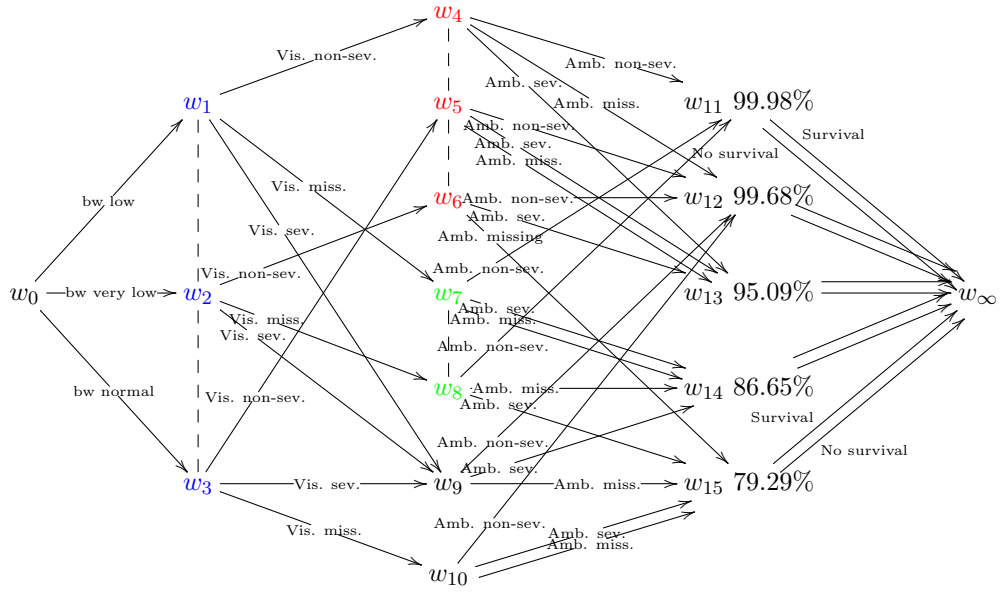 w4
Vis. non-sev.
Amb. non-sev.
Amb. sev.
Amb. miss.
w1
w5
w11 99.98%
Amb. non-sev.
Survival
Amb. sev.
No survival
Amb. miss.
Vis. miss.
bw low
w6
Amb. non-sev.
w12 99.68%
Amb. sev.
Vis. sev.
Amb. missing
Vis. non-sev.
Amb. non-sev.
w0
bw very low
w2
w7
w13 95.09%
w∞
Amb. sev.
Vis. miss.
Amb. miss.
Vis. sev.
Amb. non-sev.
bw normal
w8
Amb. miss.
w14 86.65%
Vis. non-sev.
Amb. sev.
Survival
Amb. non-sev.
No survival
Amb. sev.
w3
Vis. sev.
w9
Amb. miss.
w15 79.29%
Vis. miss.
Amb. non-sev.
Amb. sev.
Amb. miss.
w10